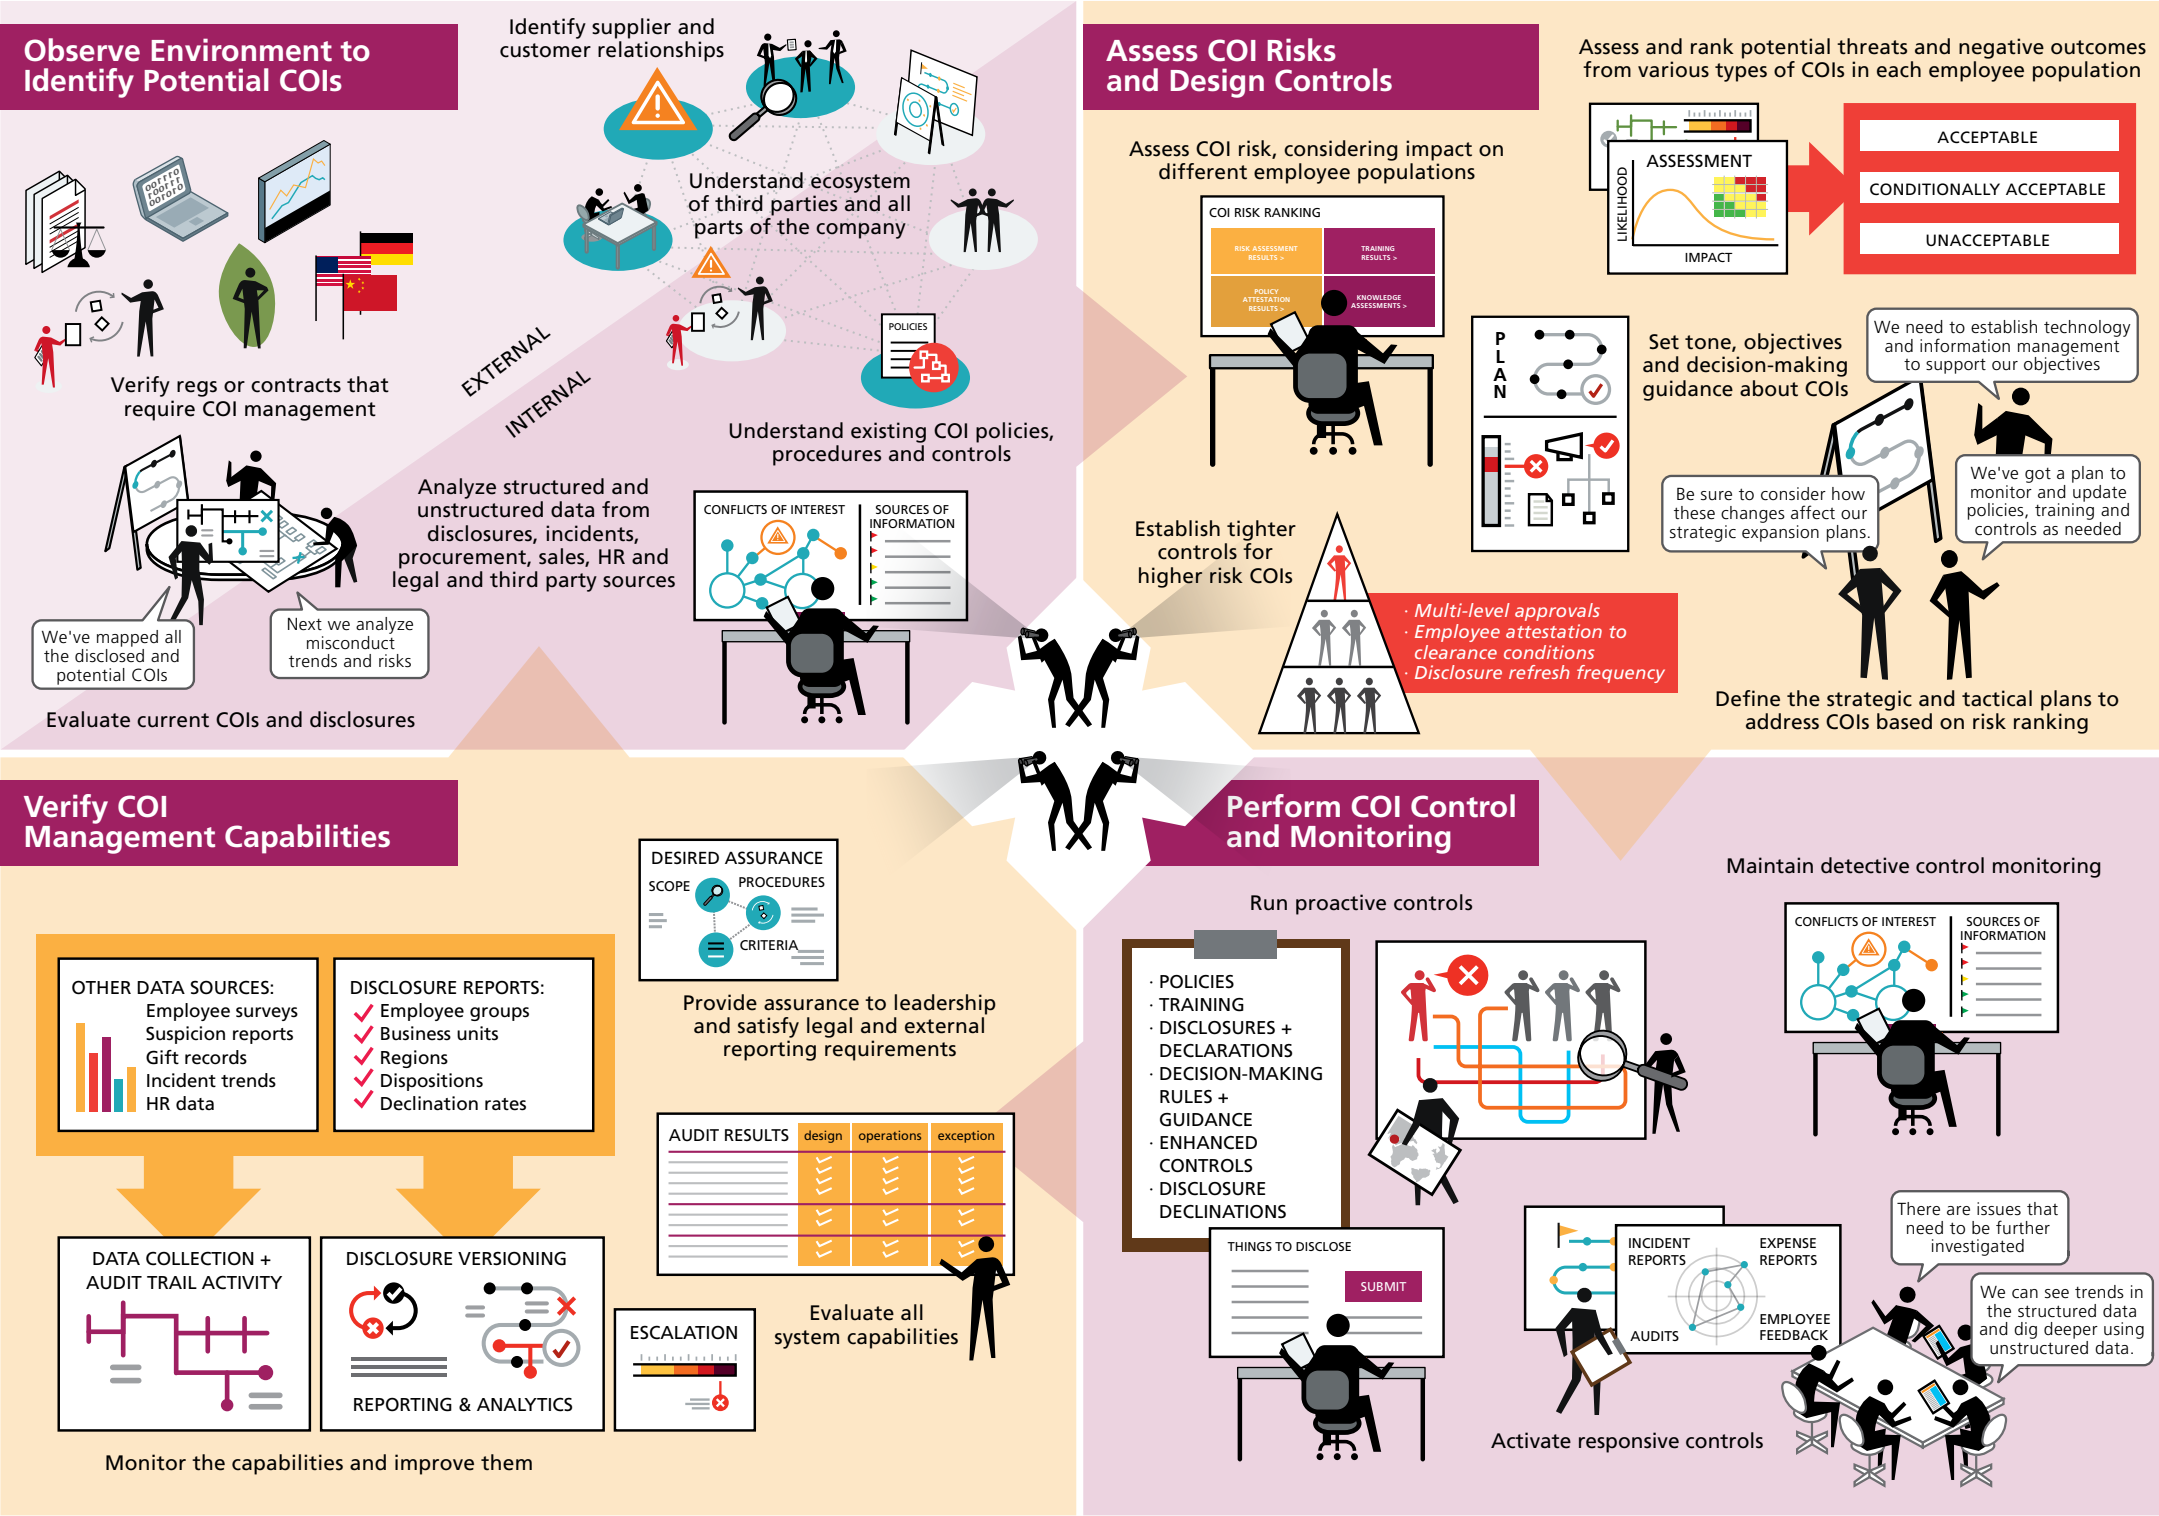 Observe Environment to
Identify Potential COIs
Identify supplier and
customer relationships
Understand ecosystem
of third parties and all
parts of the company
Verify regs or contracts that
require COI management
EXTERNAL
INTERNAL
POLICIES
Understand existing COI policies,
procedures and controls
Analyze structured and
unstructured data from
disclosures, incidents,
procurement, sales, HR and
legal and third party sources
CONFLICTS OF INTEREST
SOURCES OF
INFORMATION
We've mapped all
the disclosed and
potential COIs
Next we analyze
misconduct
trends and risks
Evaluate current COIs and disclosures
Assess COI Risks
and Design Controls
Assess and rank potential threats and negative outcomes
from various types of COIs in each employee population
Assess COI risk, considering impact on
different employee populations
COI RISK RANKING
RISK ASSESSMENT
RESULTS >
TRAINING
RESULTS >
POLICY
ATTESTATION
RESULTS >
KNOWLEDGE
ASSESSMENTS >
ASSESSMENT
LIKELIHOOD
IMPACT
ACCEPTABLE
CONDITIONALLY ACCEPTABLE
UNACCEPTABLE
PLAN
Set tone, objectives
and decision-making
guidance about COIs
We need to establish technology
and information management
to support our objectives
Be sure to consider how
these changes affect our
strategic expansion plans.
We've got a plan to
monitor and update
policies, training and
controls as needed
Establish tighter
controls for
higher risk COIs
· Multi-level approvals
· Employee attestation to
clearance conditions
· Disclosure refresh frequency
Define the strategic and tactical plans to
address COIs based on risk ranking
Verify COI
Management Capabilities
DESIRED ASSURANCE
SCOPE
PROCEDURES
CRITERIA
Provide assurance to leadership
and satisfy legal and external
reporting requirements
OTHER DATA SOURCES:
Employee surveys
Suspicion reports
Gift records
Incident trends
HR data
DISCLOSURE REPORTS:
Employee groups
Business units
Regions
Dispositions
Declination rates
AUDIT RESULTS
design
operations
exception
DATA COLLECTION +
AUDIT TRAIL ACTIVITY
DISCLOSURE VERSIONING
REPORTING & ANALYTICS
ESCALATION
Evaluate all
system capabilities
Monitor the capabilities and improve them
Perform COI Control
and Monitoring
Run proactive controls
Maintain detective control monitoring
· POLICIES
· TRAINING
· DISCLOSURES +
DECLARATIONS
· DECISION-MAKING
RULES +
GUIDANCE
· ENHANCED
CONTROLS
· DISCLOSURE
DECLINATIONS
CONFLICTS OF INTEREST
SOURCES OF
INFORMATION
THINGS TO DISCLOSE
SUBMIT
INCIDENT
REPORTS
EXPENSE
REPORTS
AUDITS
EMPLOYEE
FEEDBACK
There are issues that
need to be further
investigated
We can see trends in
the structured data
and dig deeper using
unstructured data.
Activate responsive controls